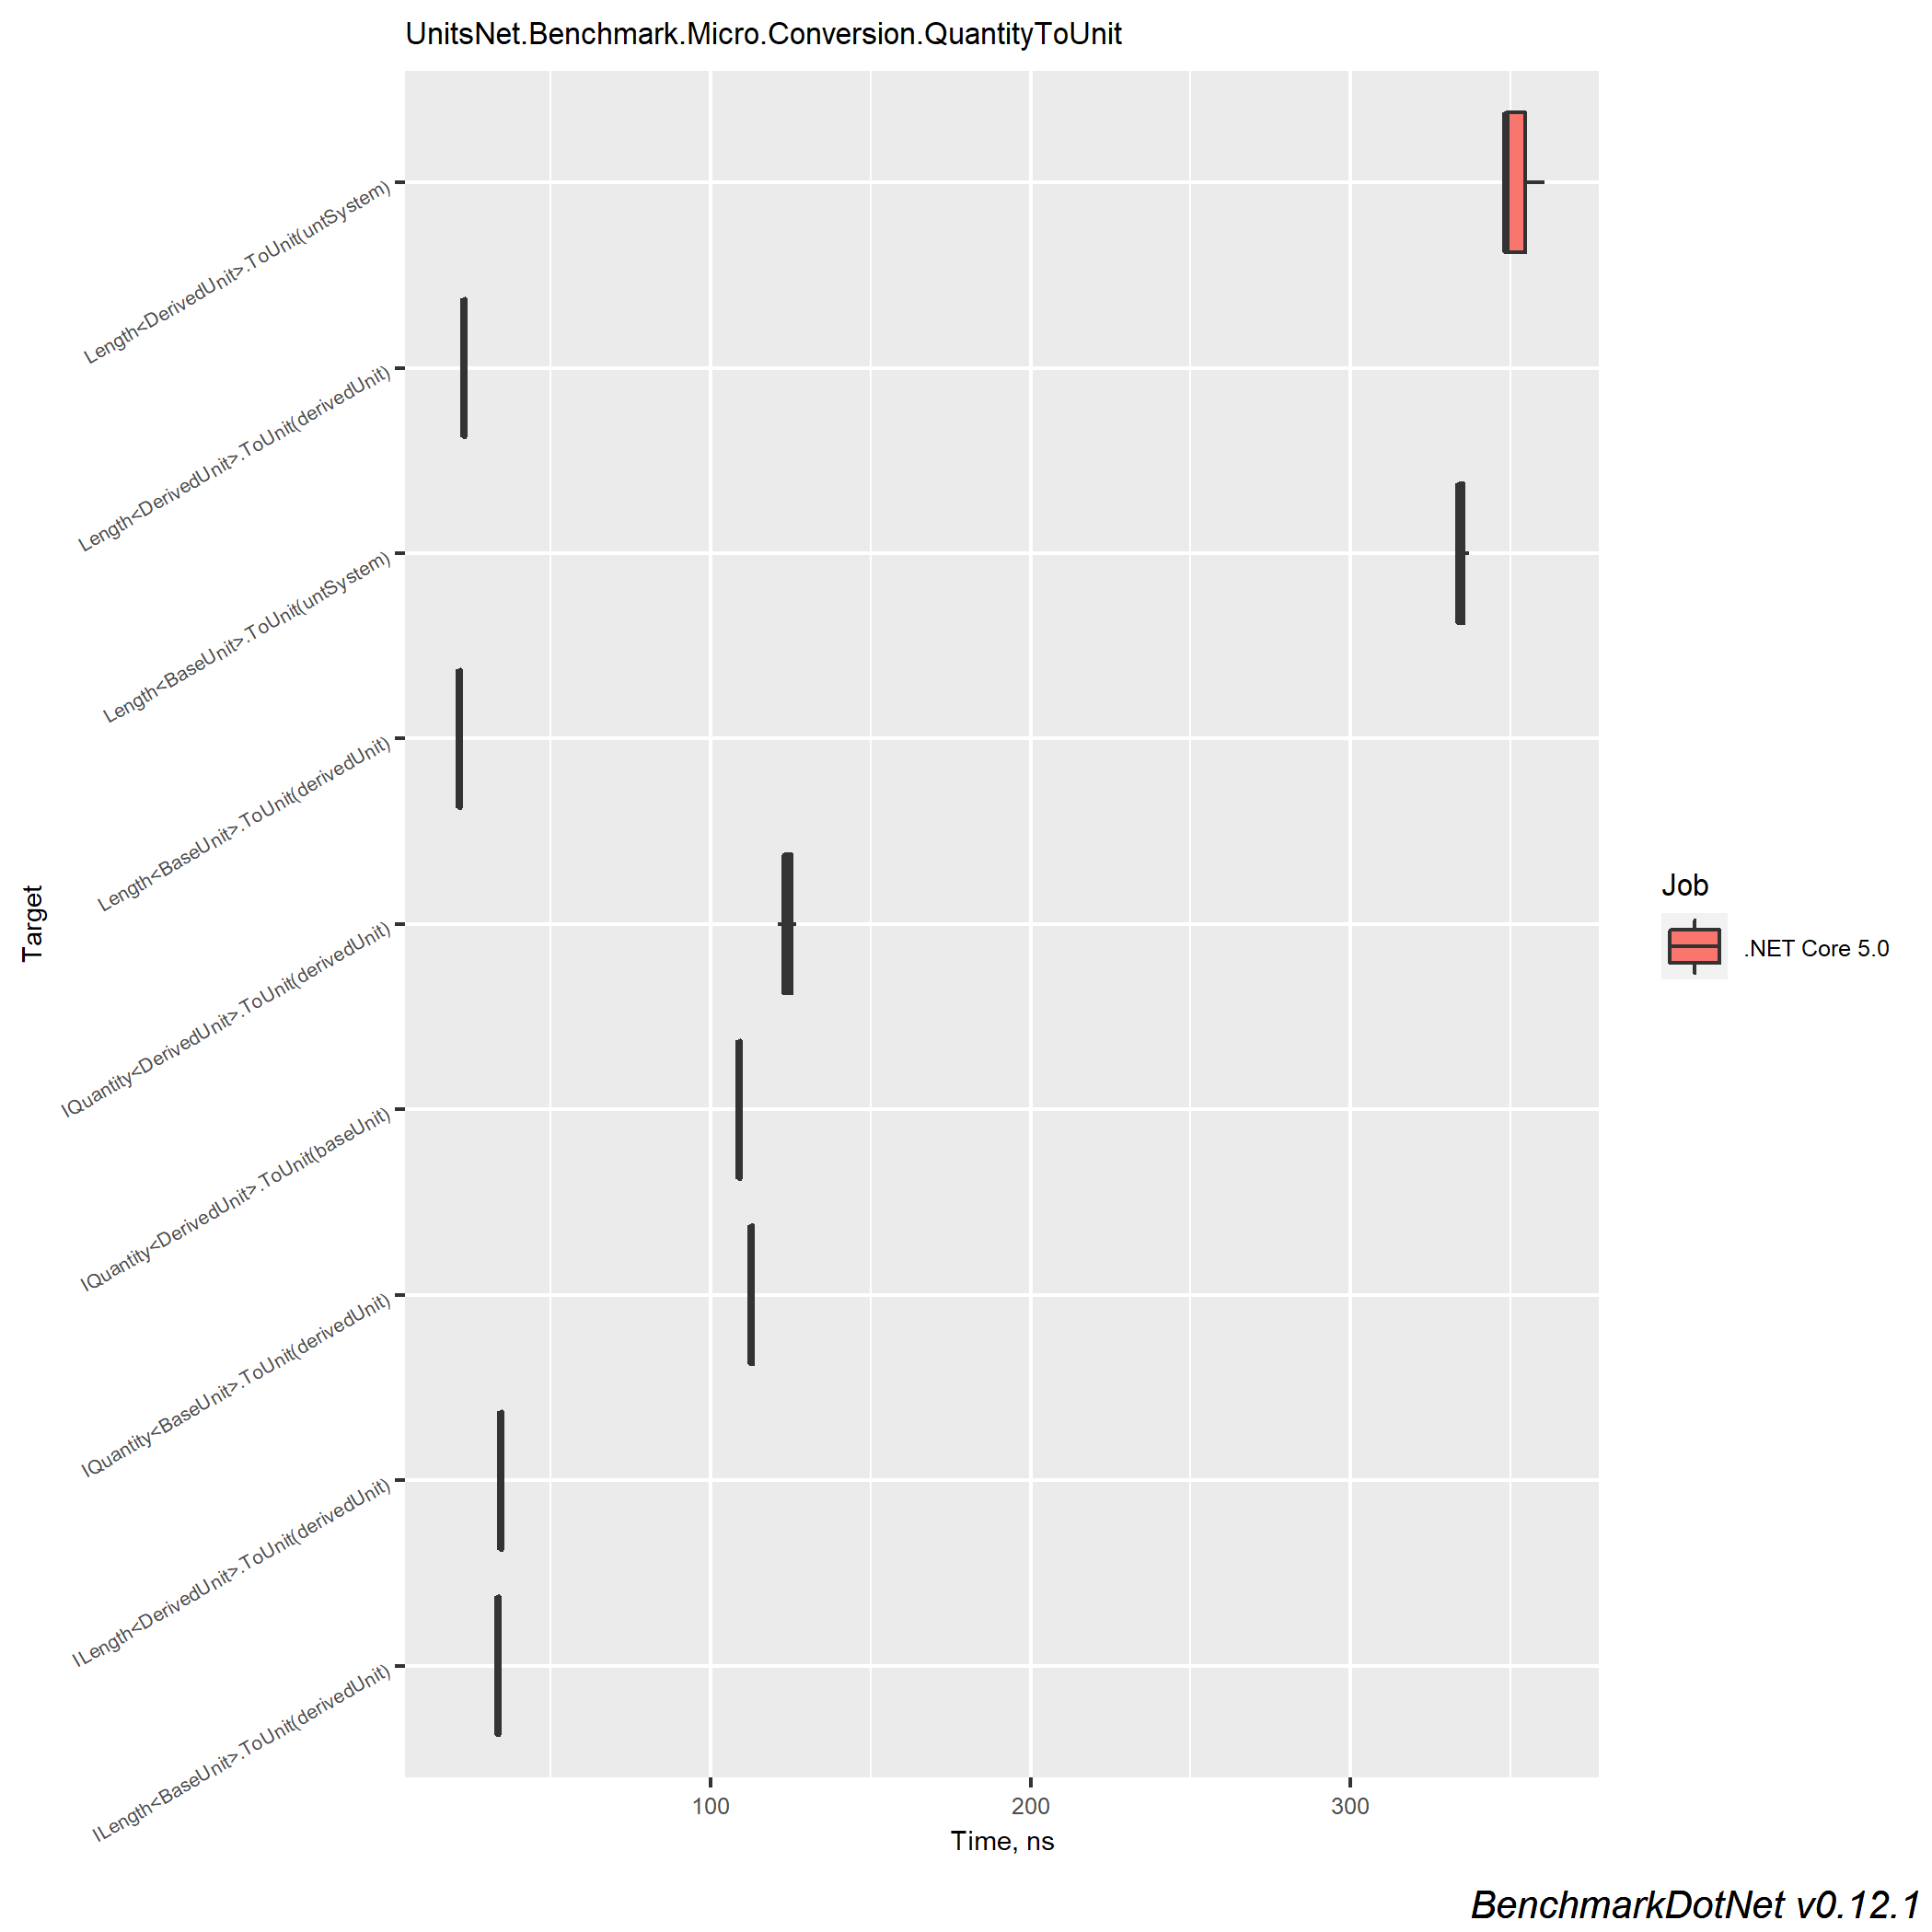 UnitsNet.Benchmark.Micro.Conversion.QuantityToUnit
Length<DerivedUnit>.ToUnit(untSystem)
Length<DerivedUnit>.ToUnit(derivedUnit)
Length<BaseUnit>.ToUnit(untSystem)
Length<BaseUnit>.ToUnit(derivedUnit)
IQuantity<DerivedUnit>.ToUnit(derivedUnit)
IQuantity<DerivedUnit>.ToUnit(baseUnit)
IQuantity<BaseUnit>.ToUnit(derivedUnit)
ILength<DerivedUnit>.ToUnit(derivedUnit)
ILength<BaseUnit>.ToUnit(derivedUnit)
Target
100 200 300
Time, ns
Job
.NET Core 5.0
BenchmarkDotNet v0.12.1